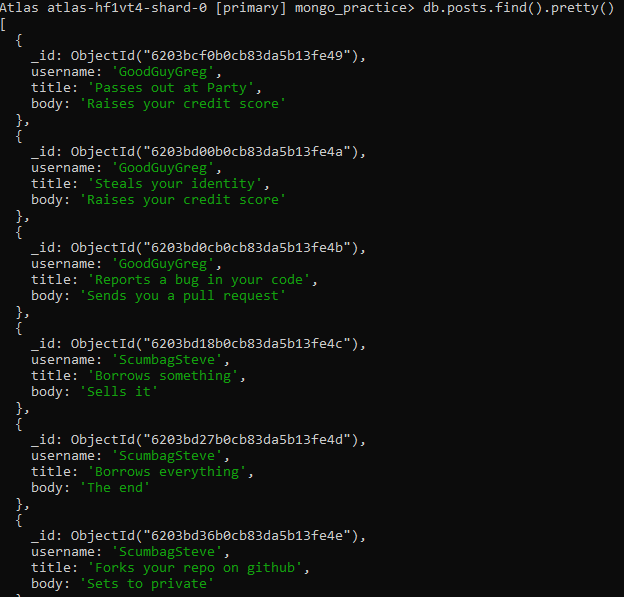 Atlas atlas-hf1vt4-shard-0 [primary] mongo_practice> db.posts.find().pretty()
[
  {
    _id: ObjectId("6203bcf0b0cb83da5b13fe49"),
    username: 'GoodGuyGreg',
    title: 'Passes out at Party',
    body: 'Raises your credit score'
  },
  {
    _id: ObjectId("6203bd00b0cb83da5b13fe4a"),
    username: 'GoodGuyGreg',
    title: 'Steals your identity',
    body: 'Raises your credit score'
  },
  {
    _id: ObjectId("6203bd0cb0cb83da5b13fe4b"),
    username: 'GoodGuyGreg',
    title: 'Reports a bug in your code',
    body: 'Sends you a pull request'
  },
  {
    _id: ObjectId("6203bd18b0cb83da5b13fe4c"),
    username: 'ScumbagSteve',
    title: 'Borrows something',
    body: 'Sells it'
  },
  {
    _id: ObjectId("6203bd27b0cb83da5b13fe4d"),
    username: 'ScumbagSteve',
    title: 'Borrows everything',
    body: 'The end'
  },
  {
    _id: ObjectId("6203bd36b0cb83da5b13fe4e"),
    username: 'ScumbagSteve',
    title: 'Forks your repo on github',
    body: 'Sets to private'
  }